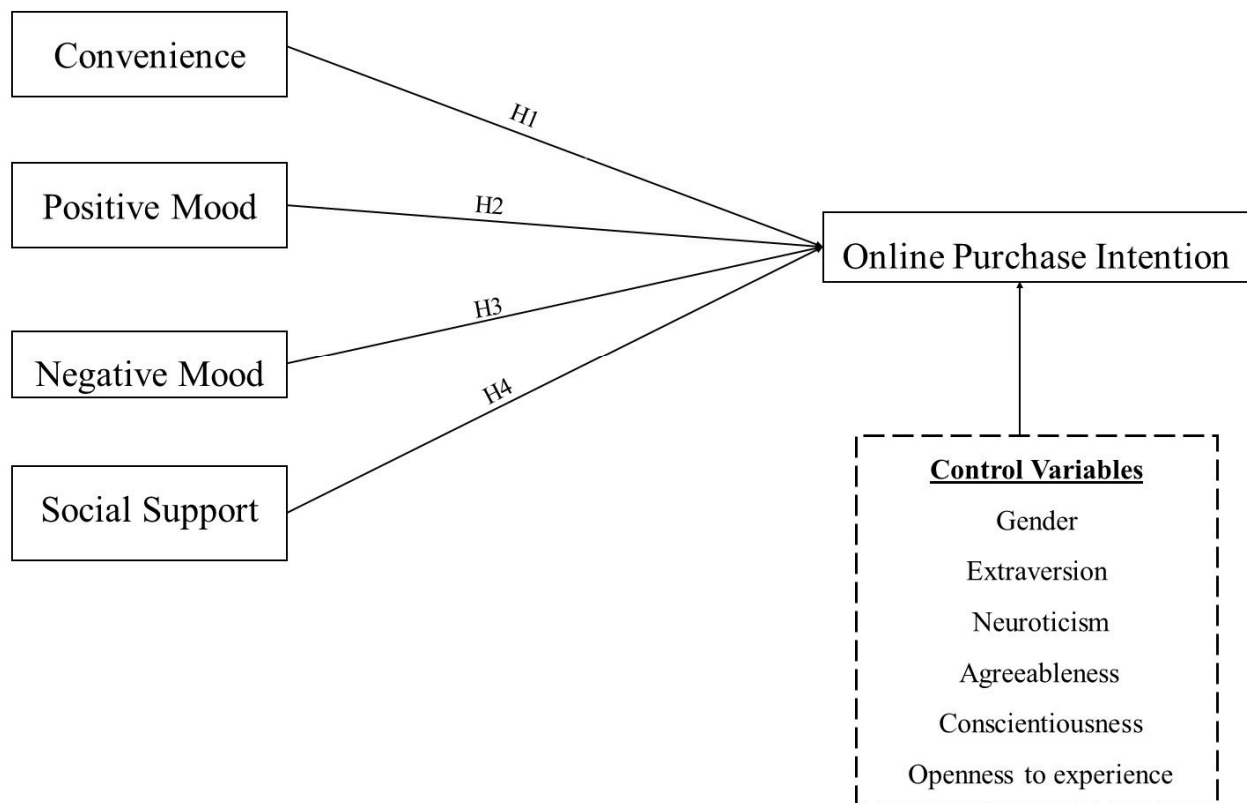 Convenience
H1
Positive Mood
H2
Online Purchase Intention
Negative Mood
H3
H4
Social Support
Control Variables
Gender
Extraversion
Neuroticism
Agreeableness
Conscientiousness
Openness to experience